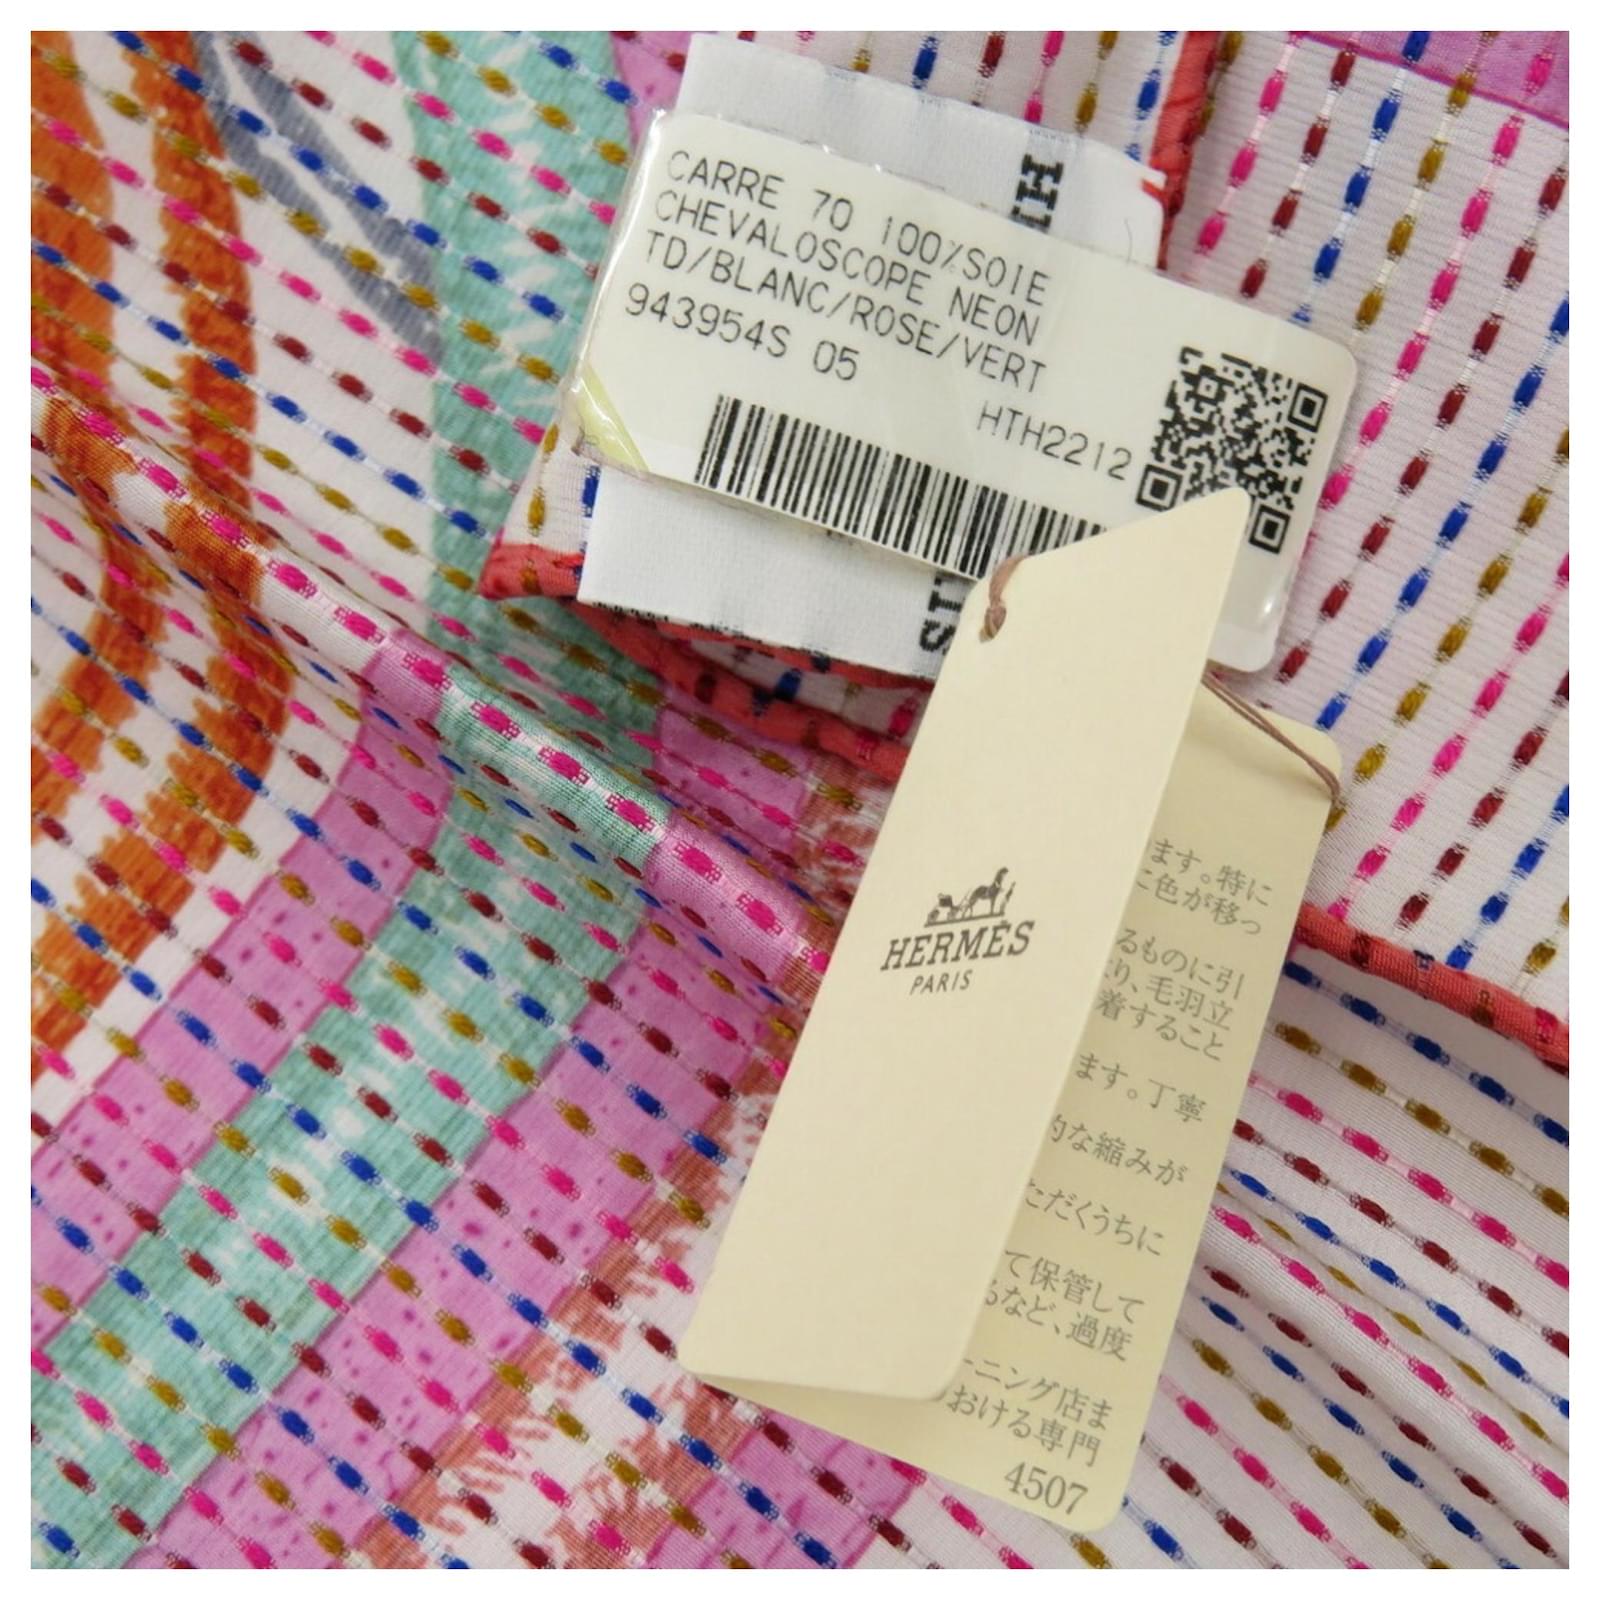 CARRE 70 100%SOIE
CHEVALOSCOPE NEON
TD/BLANC/ROSE/VERT
943954S 05
HTH2212
HERMÈS
PARIS
ます。特に
色が移っ
るものに引
り、毛羽立
着すること
ます。丁寧
的な縮みが
ただくうちに
て保管して
るなど、過度
ーニング店ま
おける専門
4507